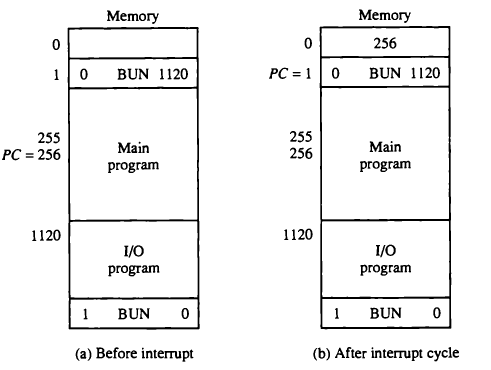 Memory
0
1 0 BUN 1120
255
PC = 256
Main
program
1120
I/O
program
1 BUN 0
(a) Before interrupt
Memory
0 256
PC = 1 0 BUN 1120
255
256
Main
program
1120
I/O
program
1 BUN 0
(b) After interrupt cycle